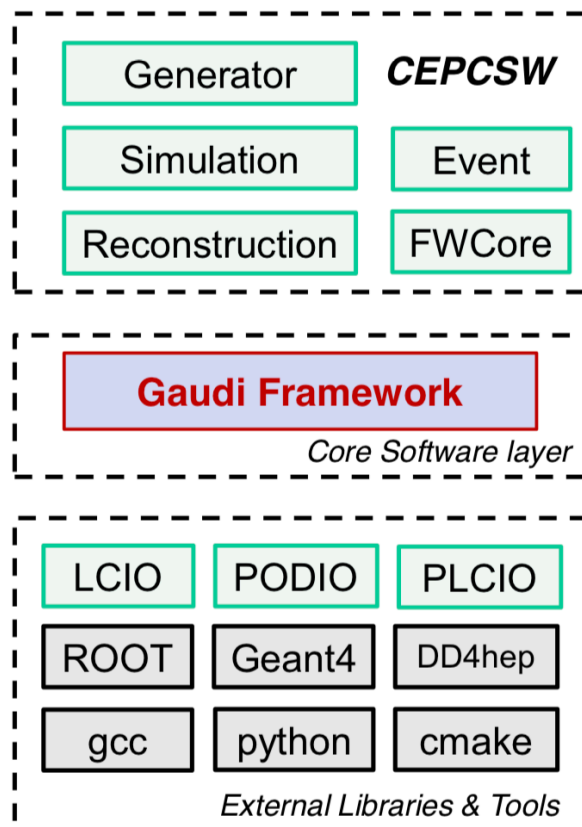 Generator CEPCSW
Simulation Event
Reconstruction FWCore
Gaudi Framework
Core Software layer
LCIO PODIO PLCIO
ROOT Geant4 DD4hep
gcc python cmake
External Libraries & Tools